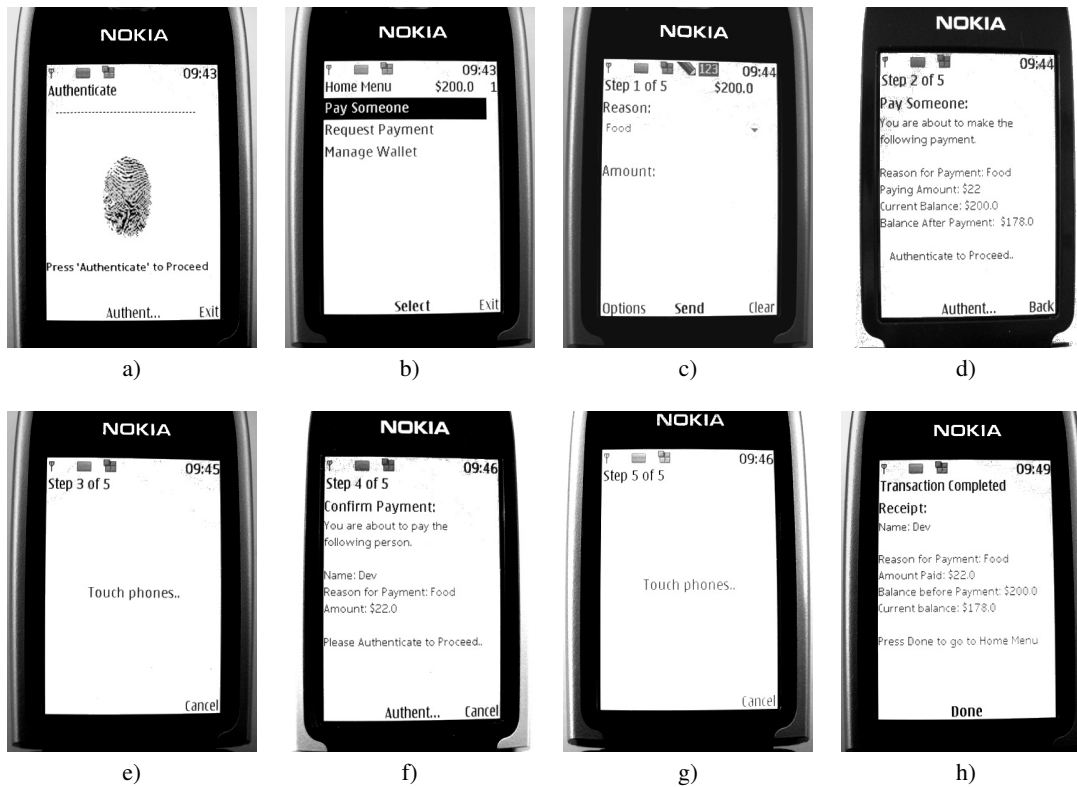 NOKIA
09:43
Authenticate
Press 'Authenticate' to Proceed
Authent... Exit
a)
NOKIA
09:43
Home Menu $200.0 1
Pay Someone
Request Payment
Manage Wallet
Select Exit
b)
NOKIA
123 09:44
Step 1 of 5 $200.0
Reason:
Food
Amount:
Options Send Clear
c)
NOKIA
09:44
Step 2 of 5
Pay Someone:
You are about to make the
following payment.
Reason for Payment: Food
Paying Amount: $22
Current Balance: $200.0
Balance After Payment: $178.0
Authenticate to Proceed..
Authent... Back
d)
NOKIA
09:45
Step 3 of 5
Touch phones..
Cancel
e)
NOKIA
09:46
Step 4 of 5
Confirm Payment:
You are about to pay the
following person.
Name: Dev
Reason for Payment: Food
Amount: $22.0
Please Authenticate to Proceed..
Authent... Cancel
f)
NOKIA
09:46
Step 5 of 5
Touch phones..
Cancel
g)
NOKIA
09:49
Transaction Completed
Receipt:
Name: Dev
Reason for Payment: Food
Amount Paid: $22.0
Balance before Payment: $200.0
Current balance: $178.0
Press Done to go to Home Menu
Done
h)